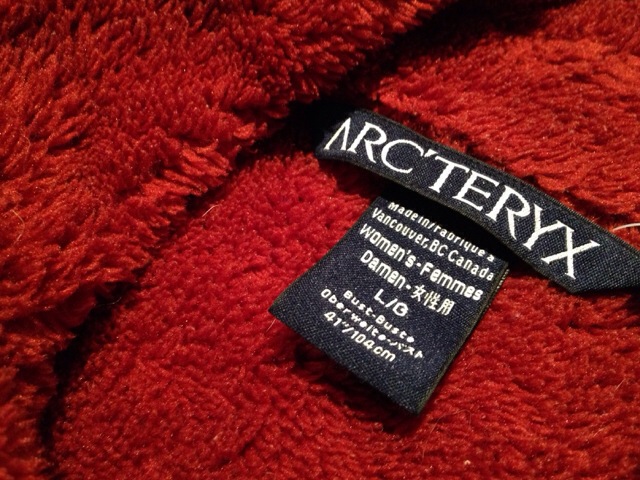 ARC'TERYX
Made in/Fabriqué à
Vancouver, BC Canada
Women's-Femmes
Damen-女性用
L/G
Bust-Buste
Oberweite-バスト
41"/104cm